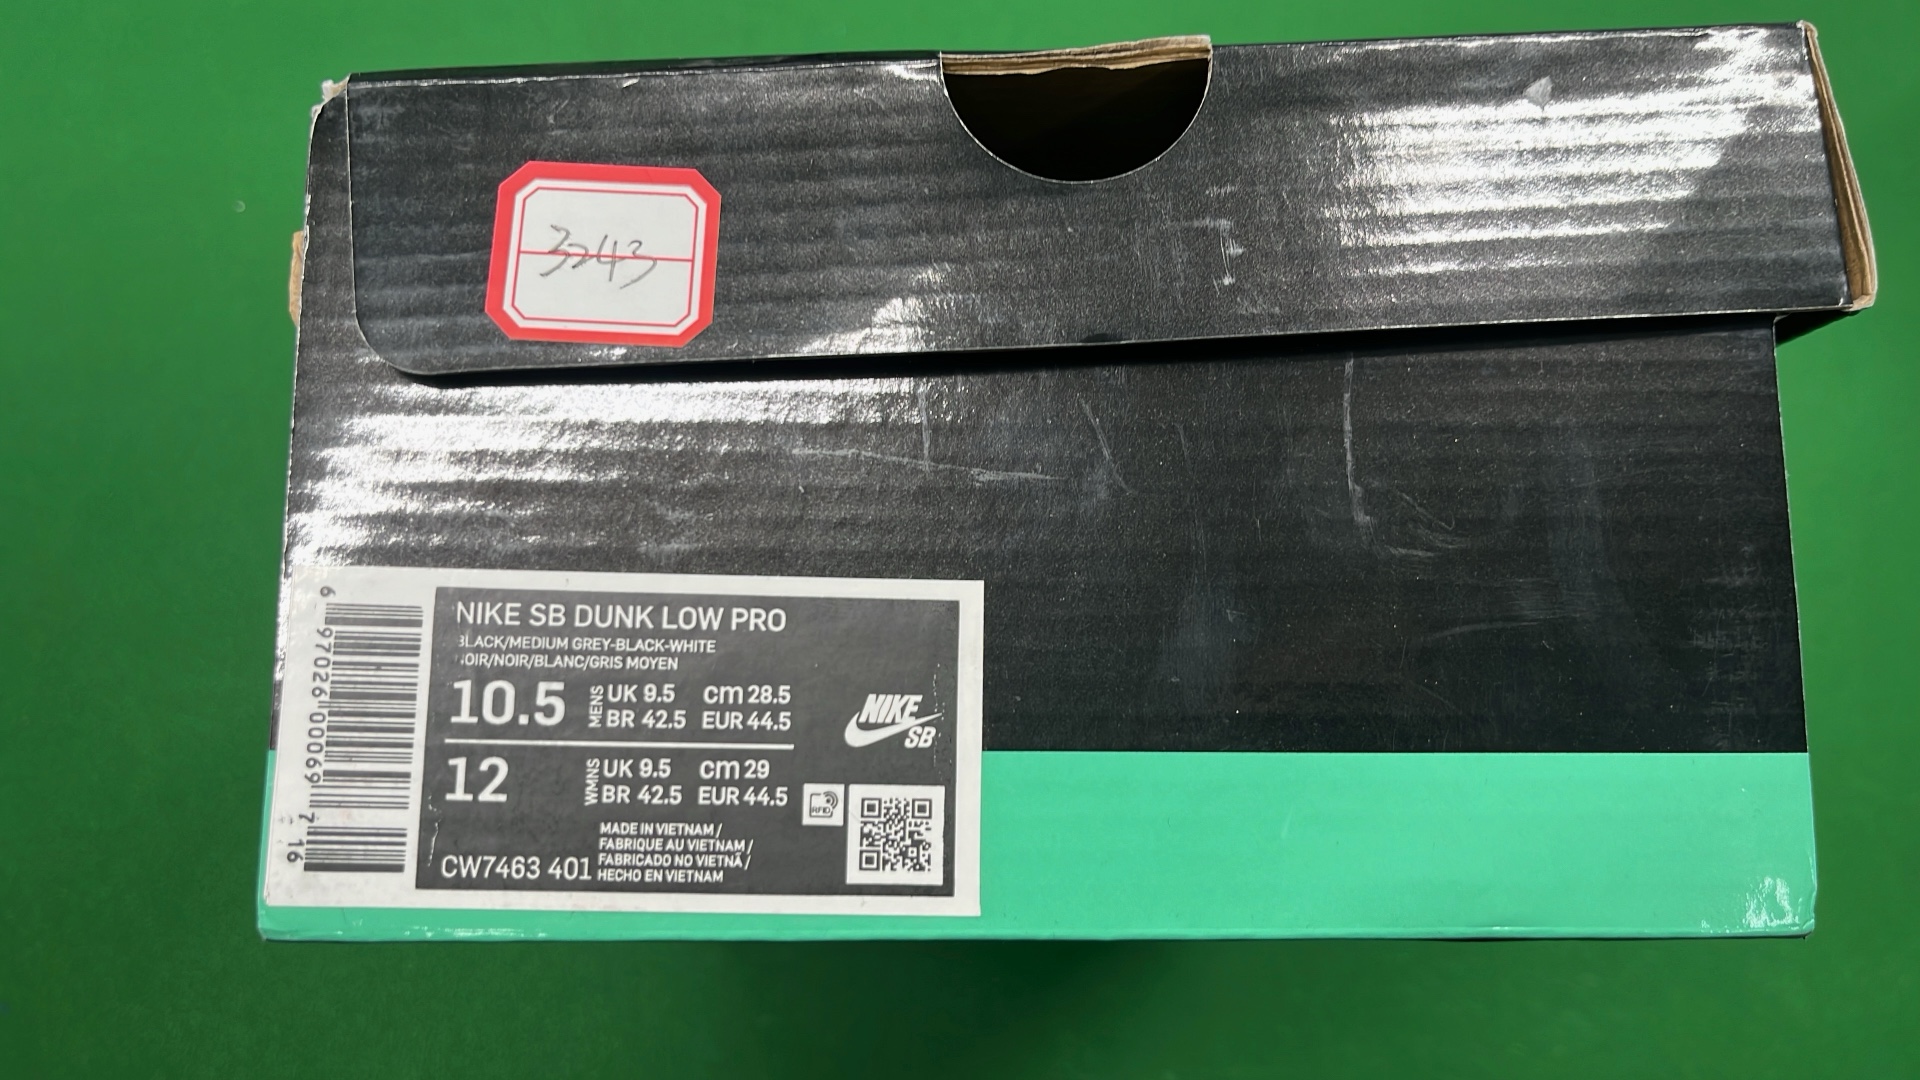 3243
NIKE SB DUNK LOW PRO
BLACK/MEDIUM GREY-BLACK-WHITE
NOIR/NOIR/BLANC/GRIS MOYEN
10.5 MENS UK 9.5 cm 28.5
BR 42.5 EUR 44.5
12 WMNS UK 9.5 cm 29
BR 42.5 EUR 44.5
NIKE
SB
RFID
CW7463 401
MADE IN VIETNAM /
FABRIQUE AU VIETNAM /
FABRICADO NO VIETNÃ /
HECHO EN VIETNAM
6 970261 000069 7 16